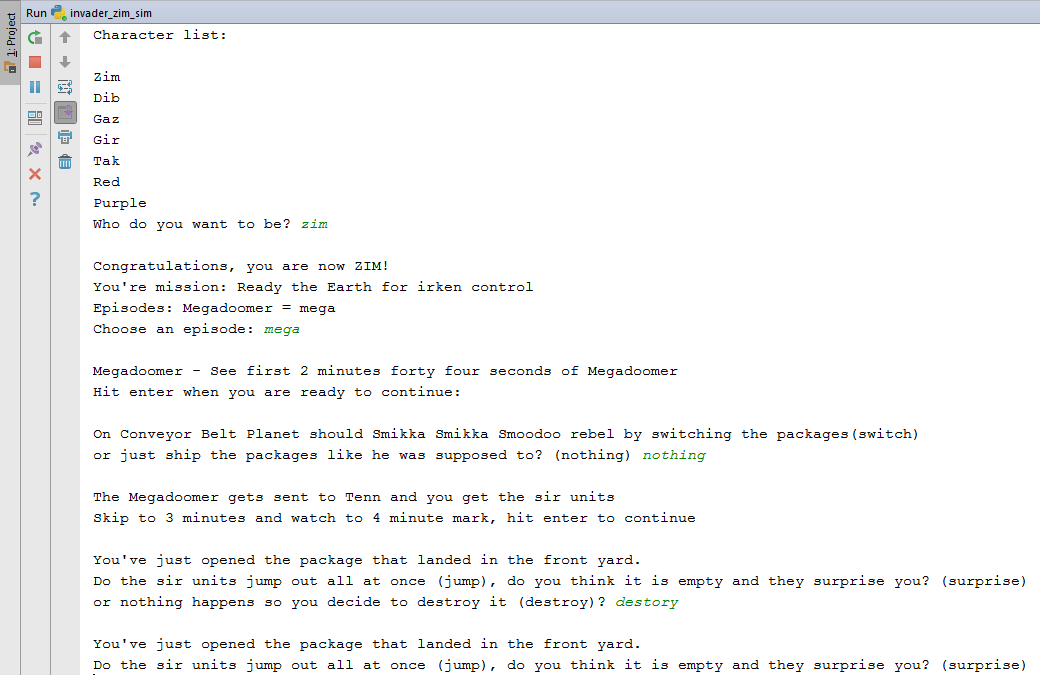 Run invader_zim_sim
1: Project
Character list:
Zim
Dib
Gaz
Gir
Tak
Red
Purple
Who do you want to be? zim
Congratulations, you are now ZIM!
You're mission: Ready the Earth for irken control
Episodes: Megadoomer = mega
Choose an episode: mega
Megadoomer - See first 2 minutes forty four seconds of Megadoomer
Hit enter when you are ready to continue:
On Conveyor Belt Planet should Smikka Smikka Smoodoo rebel by switching the packages(switch)
or just ship the packages like he was supposed to? (nothing) nothing
The Megadoomer gets sent to Tenn and you get the sir units
Skip to 3 minutes and watch to 4 minute mark, hit enter to continue
You've just opened the package that landed in the front yard.
Do the sir units jump out all at once (jump), do you think it is empty and they surprise you? (surprise)
or nothing happens so you decide to destroy it (destroy)? destory
You've just opened the package that landed in the front yard.
Do the sir units jump out all at once (jump), do you think it is empty and they surprise you? (surprise)